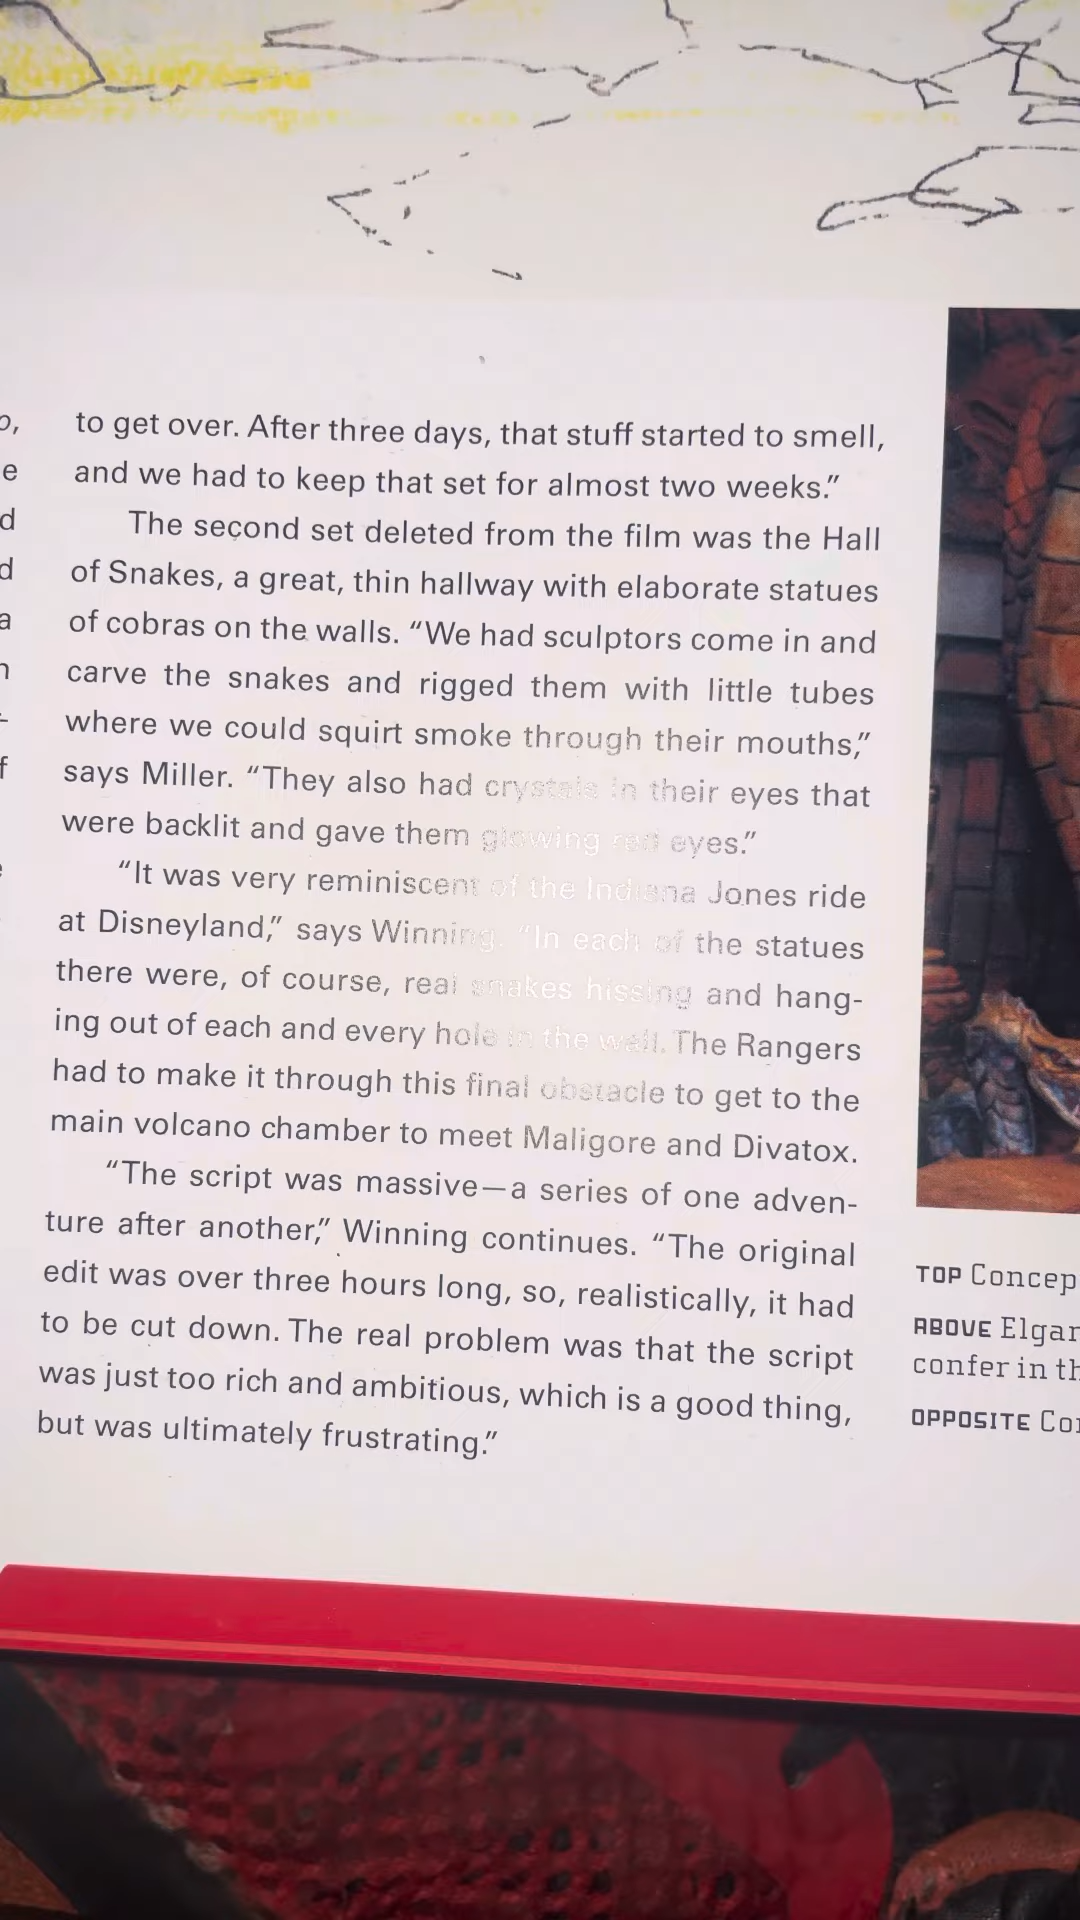 o,
e
d
d
a
n
f
to get over. After three days, that stuff started to smell,
and we had to keep that set for almost two weeks.”
The second set deleted from the film was the Hall
of Snakes, a great, thin hallway with elaborate statues
of cobras on the walls. “We had sculptors come in and
carve the snakes and rigged them with little tubes
where we could squirt smoke through their mouths,”
says Miller. “They also had crystals in their eyes that
were backlit and gave them glowing red eyes.”
“It was very reminiscent of the Indiana Jones ride
at Disneyland,” says Winning. “In each of the statues
there were, of course, real snakes hissing and hang-
ing out of each and every hole in the wall. The Rangers
had to make it through this final obstacle to get to the
main volcano chamber to meet Maligore and Divatox.
“The script was massive—a series of one adven-
ture after another,” Winning continues. “The original
edit was over three hours long, so, realistically, it had
to be cut down. The real problem was that the script
was just too rich and ambitious, which is a good thing,
but was ultimately frustrating.”
TOP Concep
ABOVE Elgar
confer in th
OPPOSITE Co